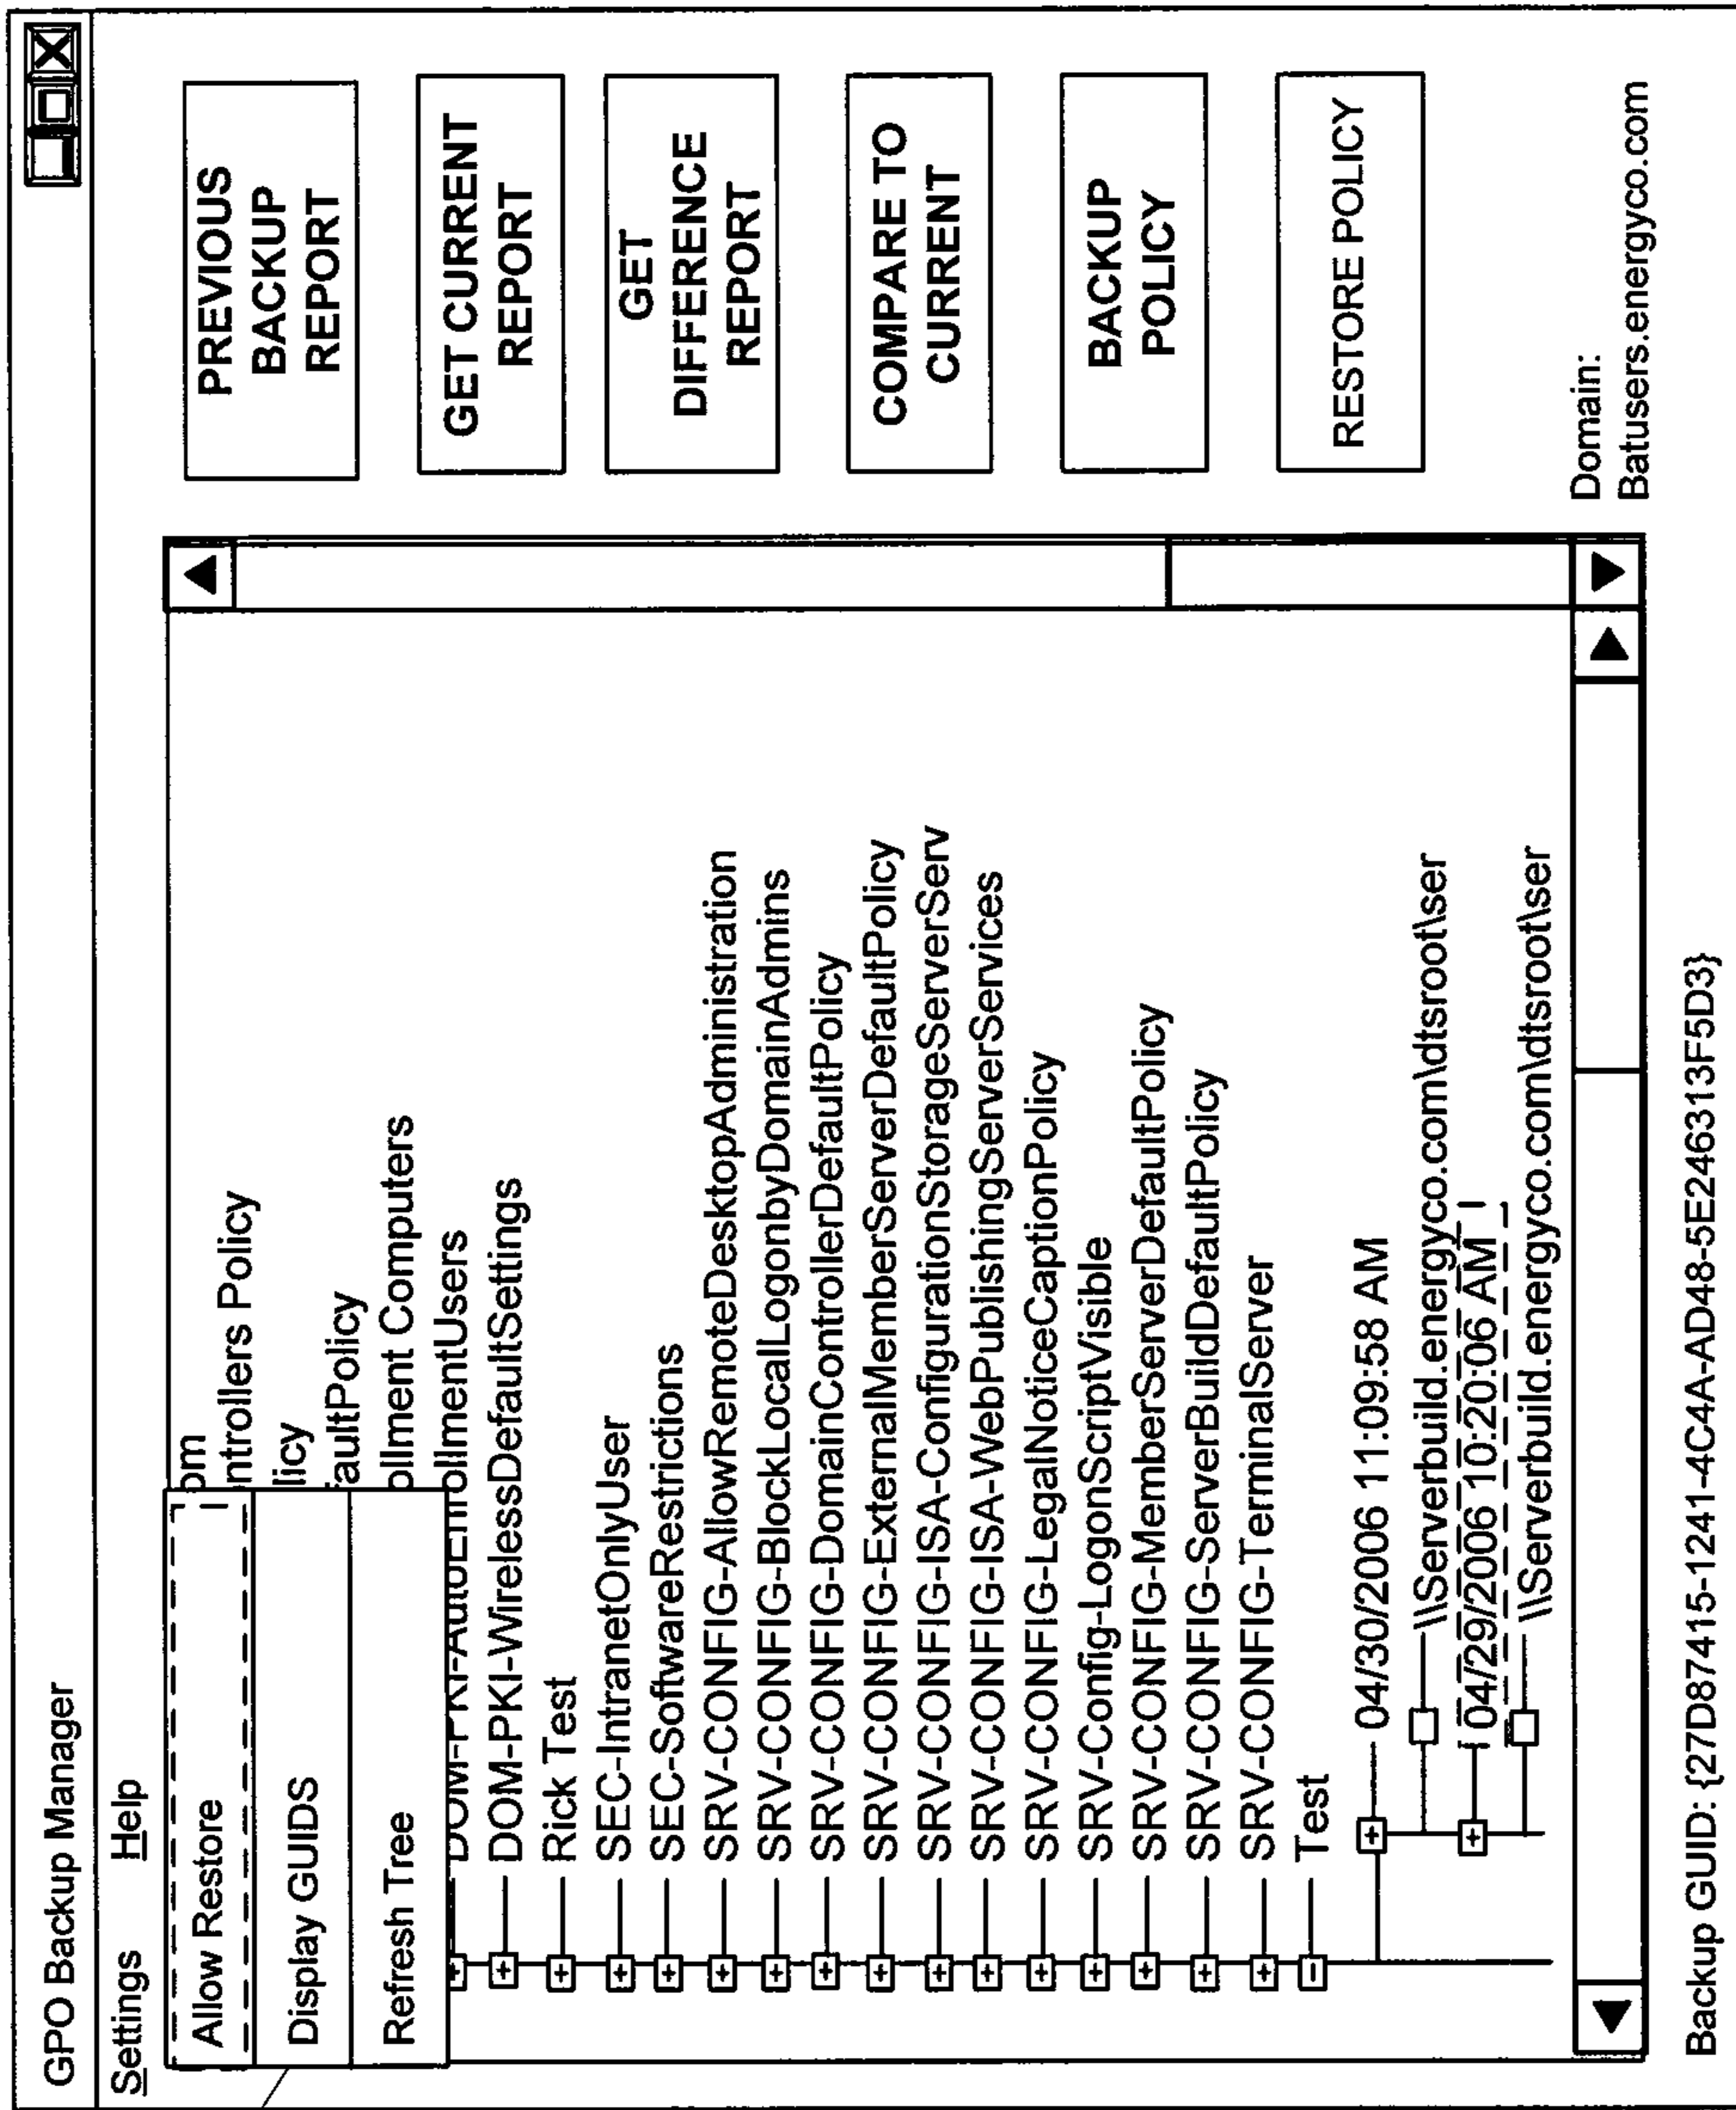 GPO Backup Manager
Settings Help
Allow Restore
Display GUIDS
Refresh Tree
om
ntrollers Policy
licy
faultPolicy
ollment Computers
DOM-PKI-AutoEnrollmentUsers
DOM-PKI-WirelessDefaultSettings
Rick Test
SEC-IntranetOnlyUser
SEC-SoftwareRestrictions
SRV-CONFIG-AllowRemoteDesktopAdministration
SRV-CONFIG-BlockLocalLogonbyDomainAdmins
SRV-CONFIG-DomainControllerDefaultPolicy
SRV-CONFIG-ExternalMemberServerDefaultPolicy
SRV-CONFIG-ISA-ConfigurationStorageServerServ
SRV-CONFIG-ISA-WebPublishingServerServices
SRV-CONFIG-LegalNoticeCaptionPolicy
SRV-Config-LogonScriptVisible
SRV-CONFIG-MemberServerDefaultPolicy
SRV-CONFIG-ServerBuildDefaultPolicy
SRV-CONFIG-TerminalServer
Test
04/30/2006 11:09:58 AM
\\Serverbuild.energyco.com\dtsroot\ser
04/29/2006 10:20:06 AM
\\Serverbuild.energyco.com\dtsroot\ser
PREVIOUS
BACKUP
REPORT
GET CURRENT
REPORT
GET
DIFFERENCE
REPORT
COMPARE TO
CURRENT
BACKUP
POLICY
RESTORE POLICY
Domain:
Batusers.energyco.com
Backup GUID: {27D87415-1241-4C4A-AD48-5E246313F5D3}